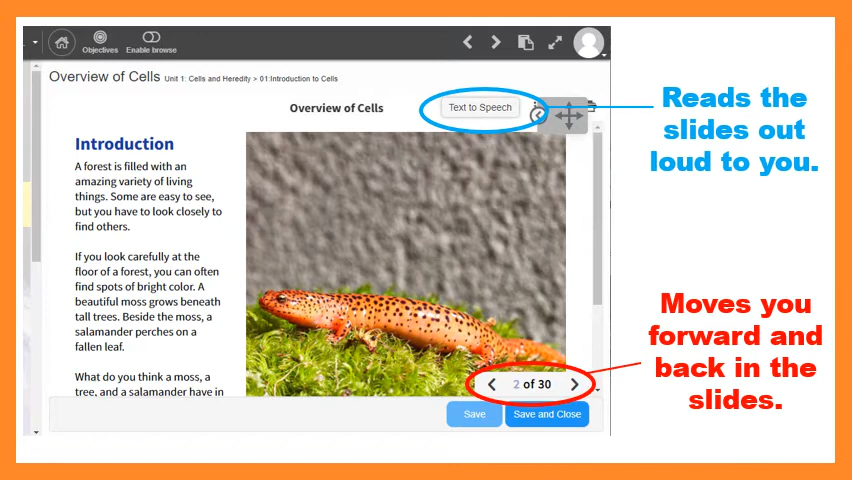 Objectives
Enable browse
Overview of Cells Unit 1: Cells and Heredity > 01:Introduction to Cells
Overview of Cells
Text to Speech
Introduction
A forest is filled with an
amazing variety of living
things. Some are easy to see,
but you have to look closely to
find others.
If you look carefully at the
floor of a forest, you can often
find spots of bright color. A
beautiful moss grows beneath
tall trees. Beside the moss, a
salamander perches on a
fallen leaf.
What do you think a moss, a
tree, and a salamander have in
2 of 30
Save
Save and Close
Reads the
slides out
loud to you.
Moves you
forward and
back in the
slides.